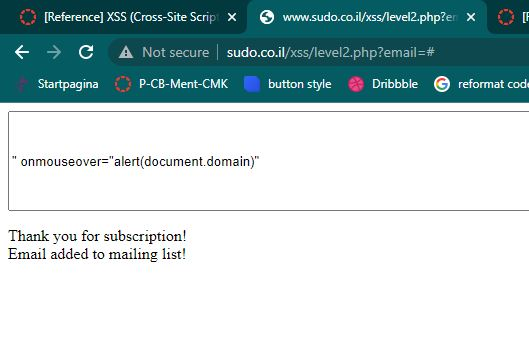 [Reference] XSS (Cross-Site Script
www.sudo.co.il/xss/level2.php?en
[F
Not secure
sudo.co.il/xss/level2.php?email=#
Startpagina
P-CB-Ment-CMK
button style
Dribbble
reformat code
" onmouseover="alert(document.domain)"
Thank you for subscription!
Email added to mailing list!